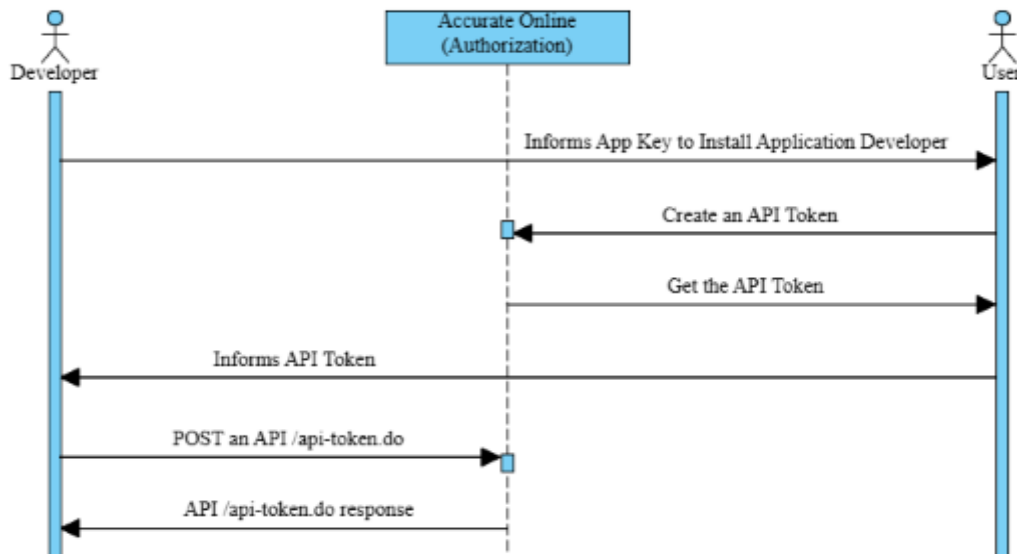 Accurate Online
(Authorization)
Developer
User
Informs App Key to Install Application Developer
Create an API Token
Get the API Token
Informs API Token
POST an API /api-token.do
API /api-token.do response